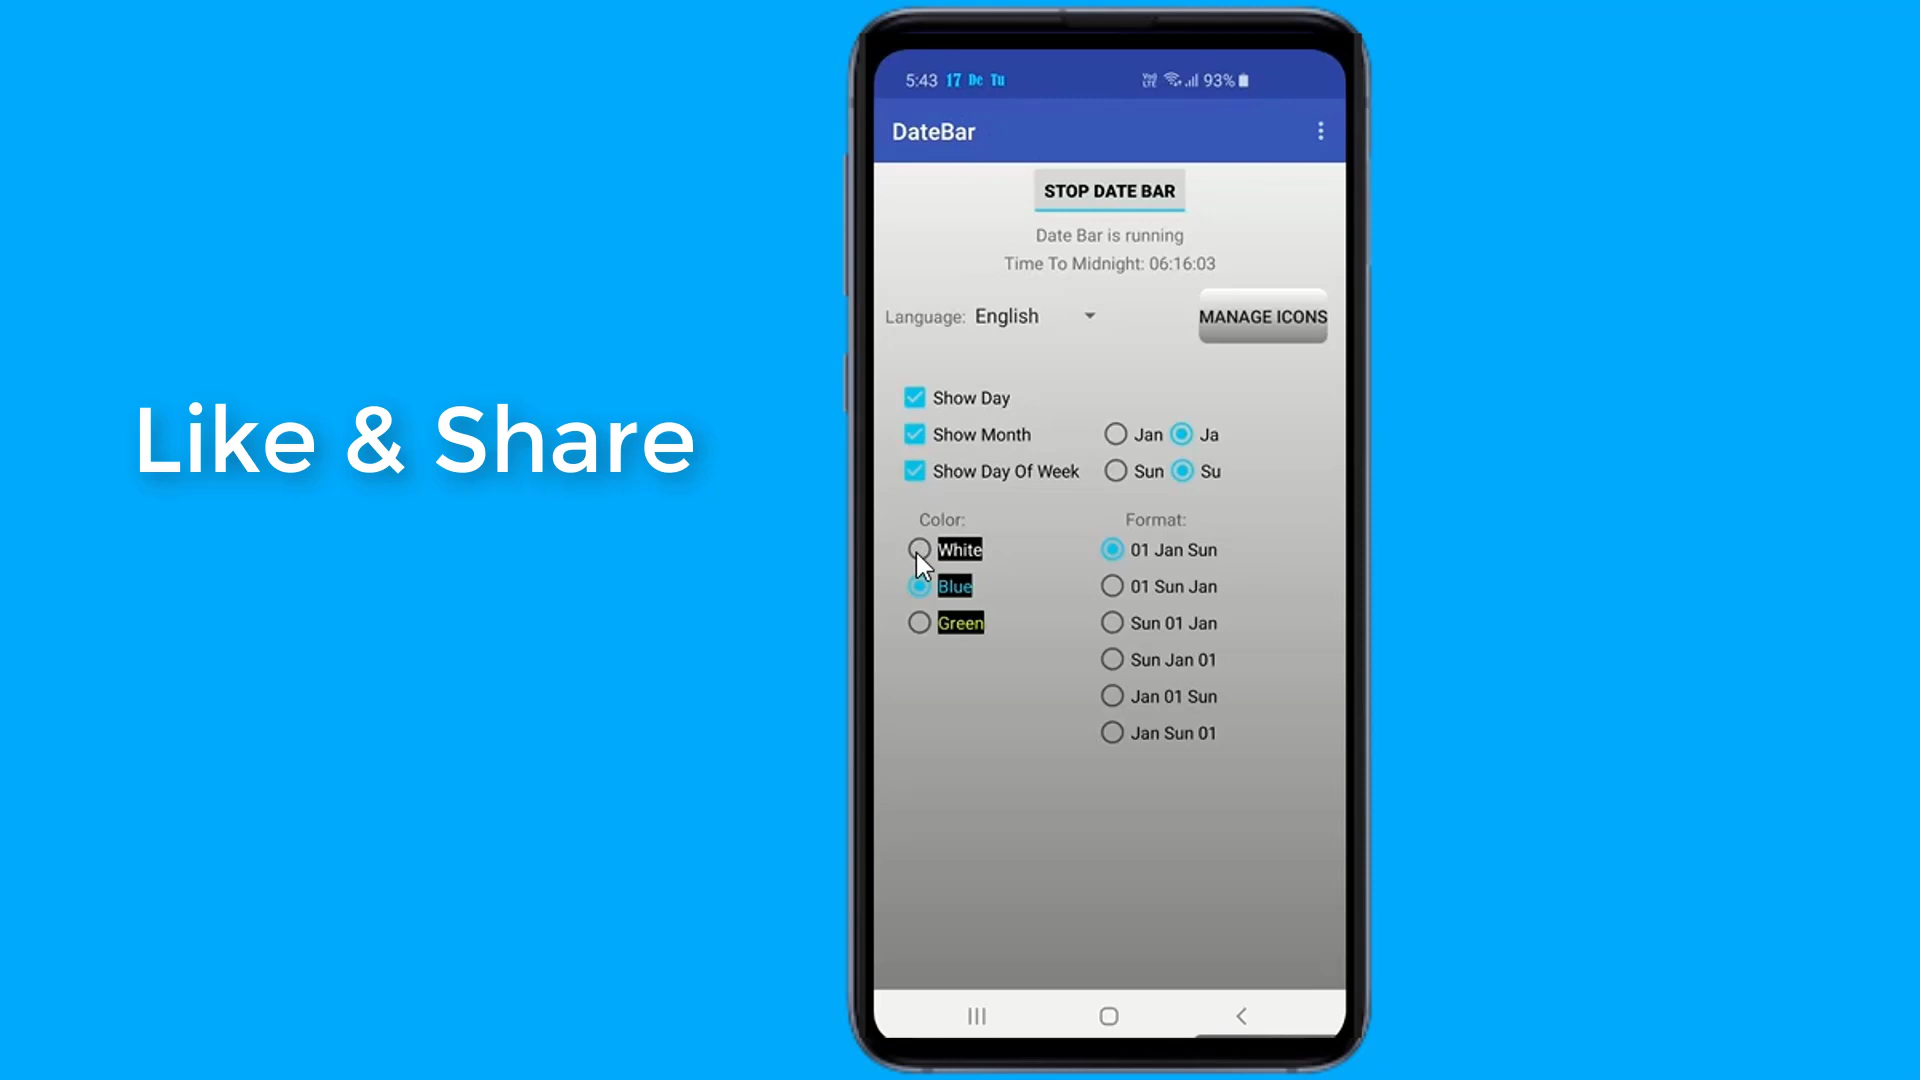 Like & Share
5:43 17 De Tu 93%
DateBar
STOP DATE BAR
Date Bar is running
Time To Midnight: 06:16:03
Language: English
MANAGE ICONS
Show Day
Show Month Jan Ja
Show Day Of Week Sun Su
Color: Format:
White 01 Jan Sun
Blue 01 Sun Jan
Green Sun 01 Jan
Sun Jan 01
Jan 01 Sun
Jan Sun 01